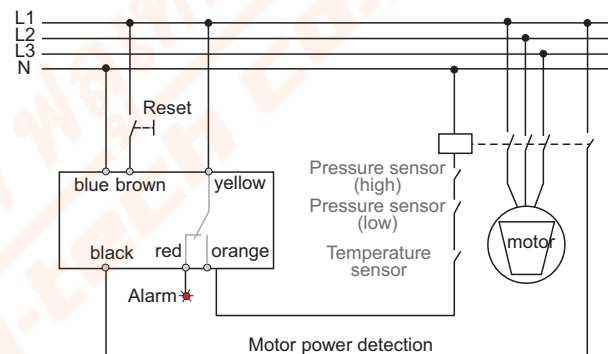 L1
L2
L3
N
Reset
blue brown
yellow
black
red
orange
Alarm
Pressure sensor
(high)
Pressure sensor
(low)
Temperature
sensor
motor
Motor power detection